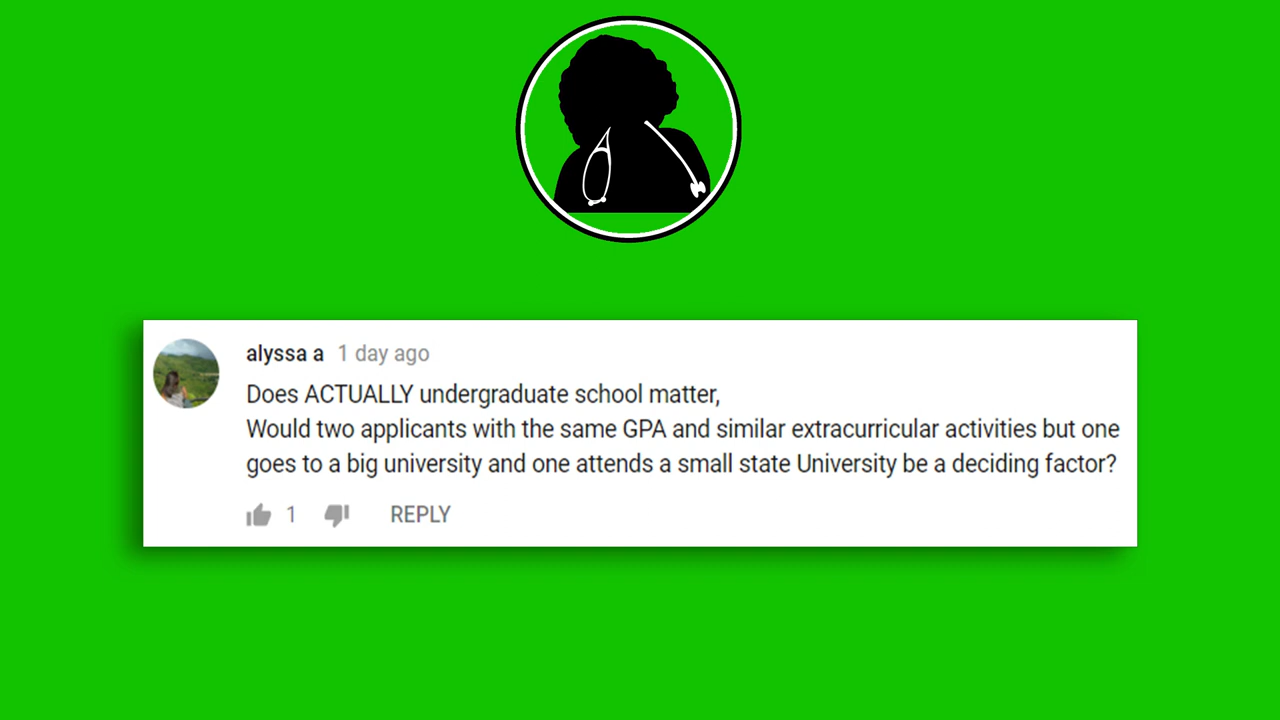 alyssa a 1 day ago
Does ACTUALLY undergraduate school matter,
Would two applicants with the same GPA and similar extracurricular activities but one
goes to a big university and one attends a small state University be a deciding factor?
1 REPLY